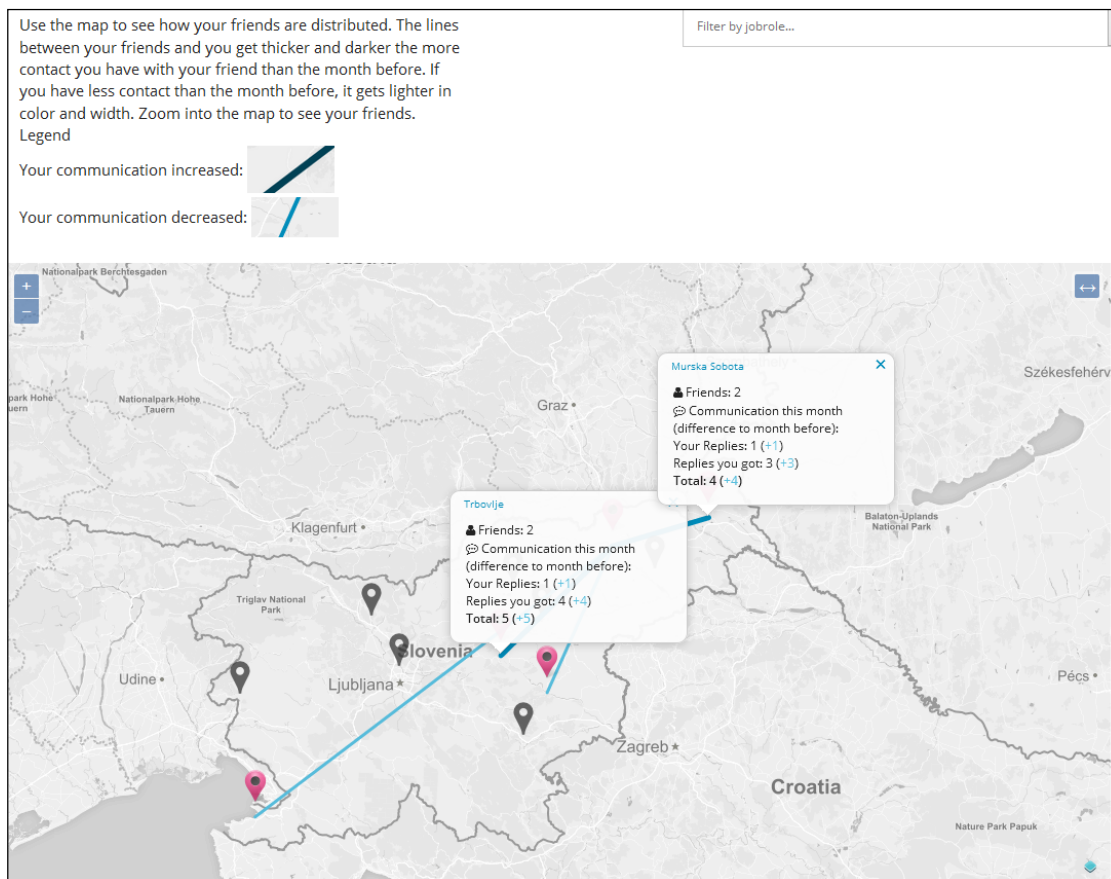 Use the map to see how your friends are distributed. The lines
between your friends and you get thicker and darker the more
contact you have with your friend than the month before. If
you have less contact than the month before, it gets lighter in
color and width. Zoom into the map to see your friends.
Legend
Your communication increased:
Your communication decreased:
Filter by jobrole...
Nationalpark Berchtesgaden
+
−
↔
Murska Sobota ×
Friends: 2
Communication this month
(difference to month before):
Your Replies: 1 (+1)
Replies you got: 3 (+3)
Total: 4 (+4)
Székesfehérv
park Hohe
uern
Nationalpark Hohe
Tauern
Graz
Trbovlje ×
Friends: 2
Communication this month
(difference to month before):
Your Replies: 1 (+1)
Replies you got: 4 (+4)
Total: 5 (+5)
Balaton-Uplands
National Park
Klagenfurt
Triglav National
Park
Slovenia
Udine
Ljubljana
Pécs
Zagreb
Croatia
Nature Park Papuk